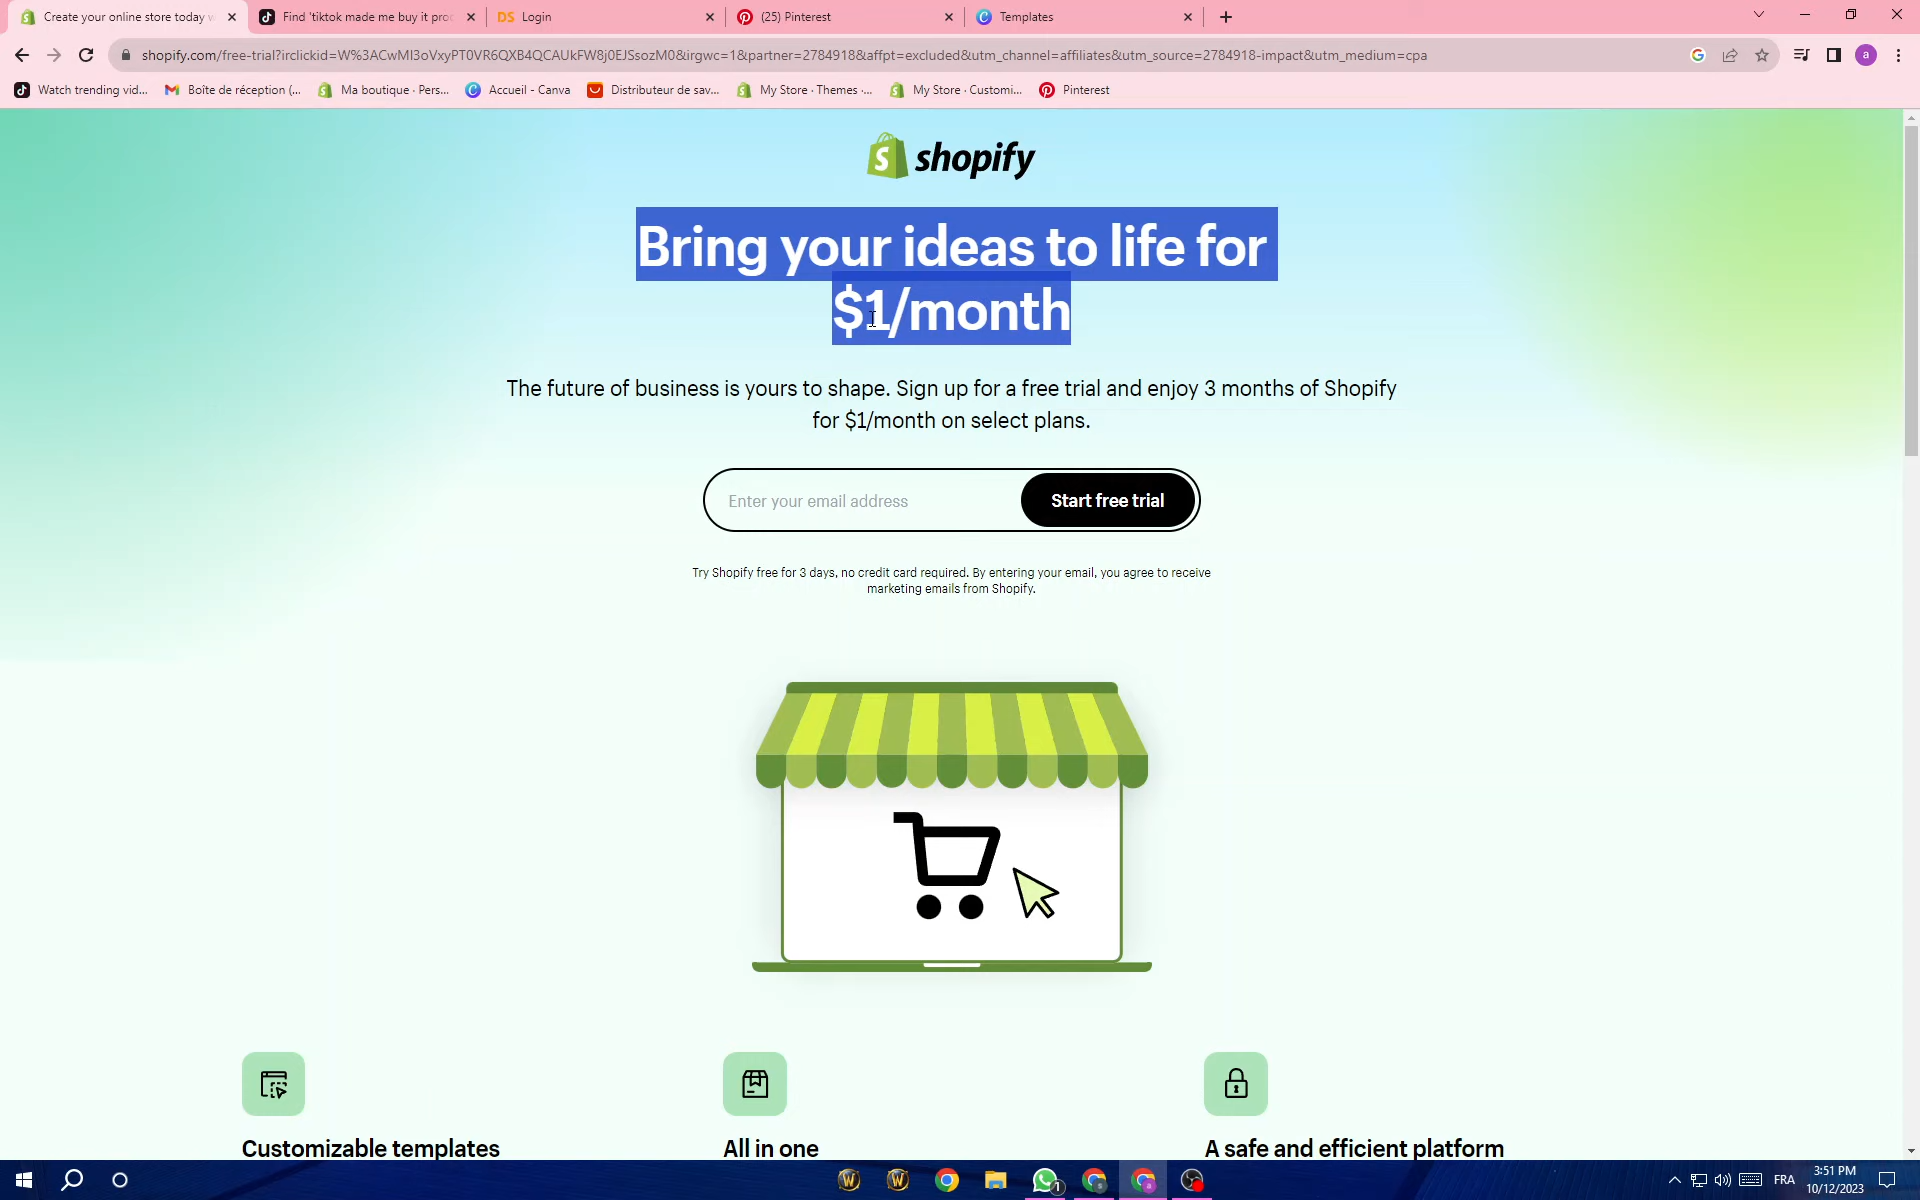 Create your online store today w
Find 'tiktok made me buy it proc
DS Login
(25) Pinterest
Templates
shopify.com/free-trial?irclickid=W%3ACwMI3oVxyPT0VR6QXB4QCAUkFW8j0EJSsozM0&irgwc=1&partner=2784918&affpt=excluded&utm_channel=affiliates&utm_source=2784918-impact&utm_medium=cpa
a
Watch trending vid...
Boîte de réception (...
Ma boutique · Pers...
Accueil - Canva
Distributeur de sav...
My Store · Themes ·...
My Store · Customi...
Pinterest
shopify
Bring your ideas to life for
$1/month
The future of business is yours to shape. Sign up for a free trial and enjoy 3 months of Shopify
for $1/month on select plans.
Enter your email address
Start free trial
Try Shopify free for 3 days, no credit card required. By entering your email, you agree to receive
marketing emails from Shopify.
Customizable templates
All in one
A safe and efficient platform
1
FRA
3:51 PM
10/12/2023